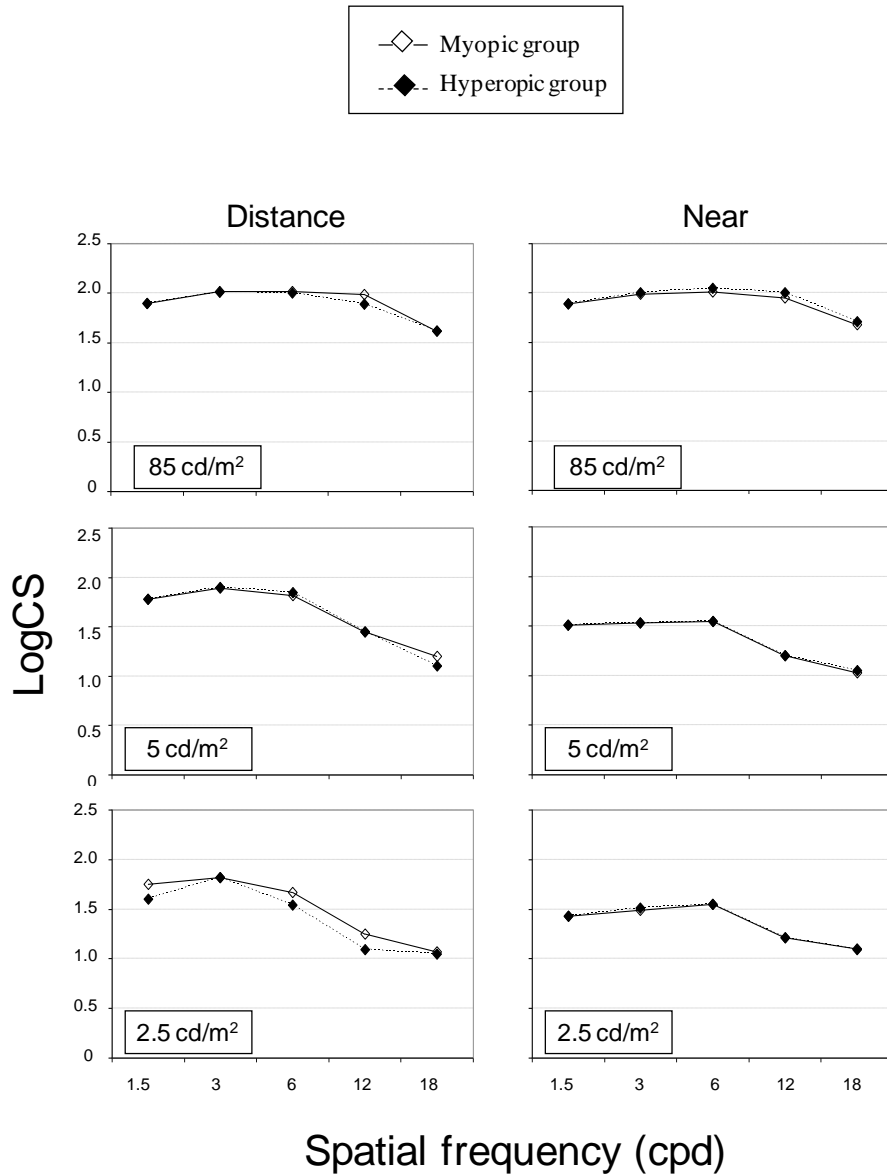 Myopic group
Hyperopic group
Distance Near
2.5
2.0
1.5
1.0
0.5
0
85 cd/m²
85 cd/m²
2.5
2.0
1.5
1.0
0.5
0
5 cd/m²
5 cd/m²
LogCS
2.5
2.0
1.5
1.0
0.5
0
2.5 cd/m²
2.5 cd/m²
1.5 3 6 12 18
1.5 3 6 12 18
Spatial frequency (cpd)